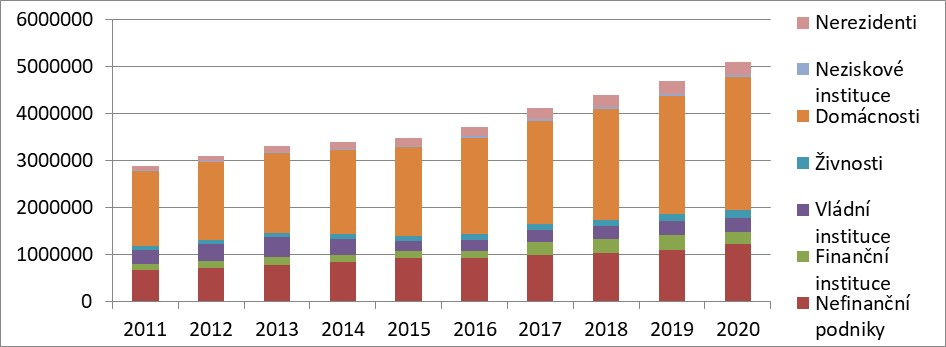 6000000
5000000
4000000
3000000
2000000
1000000
0
2011 2012 2013 2014 2015 2016 2017 2018 2019 2020
Nerezidenti
Neziskové
instituce
Domácnosti
Živnosti
Vládní
instituce
Finanční
instituce
Nefinanční
podniky